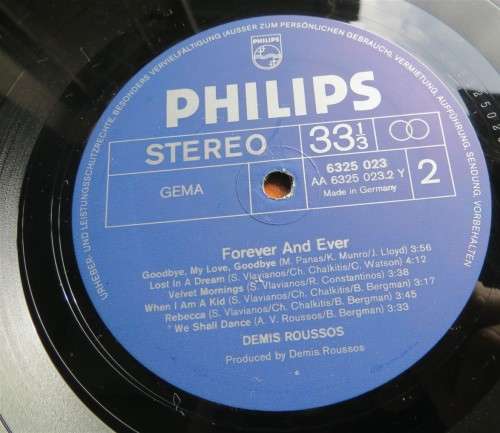 URHEBER- UND LEISTUNGSSCHUTZRECHTE, BESONDERS VERVIELFÄLTIGUNG (AUSSER ZUM PERSÖNLICHEN GEBRAUCH), VERMIETUNG, AUFFÜHRUNG, SENDUNG, VORBEHALTEN
PHILIPS
PHILIPS
STEREO
33 1/3
GEMA
6325 023
AA 6325 023.2 Y
Made in Germany
2
Forever And Ever
Goodbye, My Love, Goodbye (M. Panas/K. Munro/J. Lloyd) 3:56
Lost In A Dream (S. Vlavianos/Ch. Chalkitis/C. Watson) 4:12
Velvet Mornings (S. Vlavianos/R. Constantinos) 3:38
When I Am A Kid (S. Vlavianos/Ch. Chalkitis/B. Bergman) 3:17
Rebecca (S. Vlavianos/Ch. Chalkitis/B. Bergman) 3:45
* We Shall Dance (A. V. Roussos/B. Bergman) 3:33
DEMIS ROUSSOS
Produced by Demis Roussos